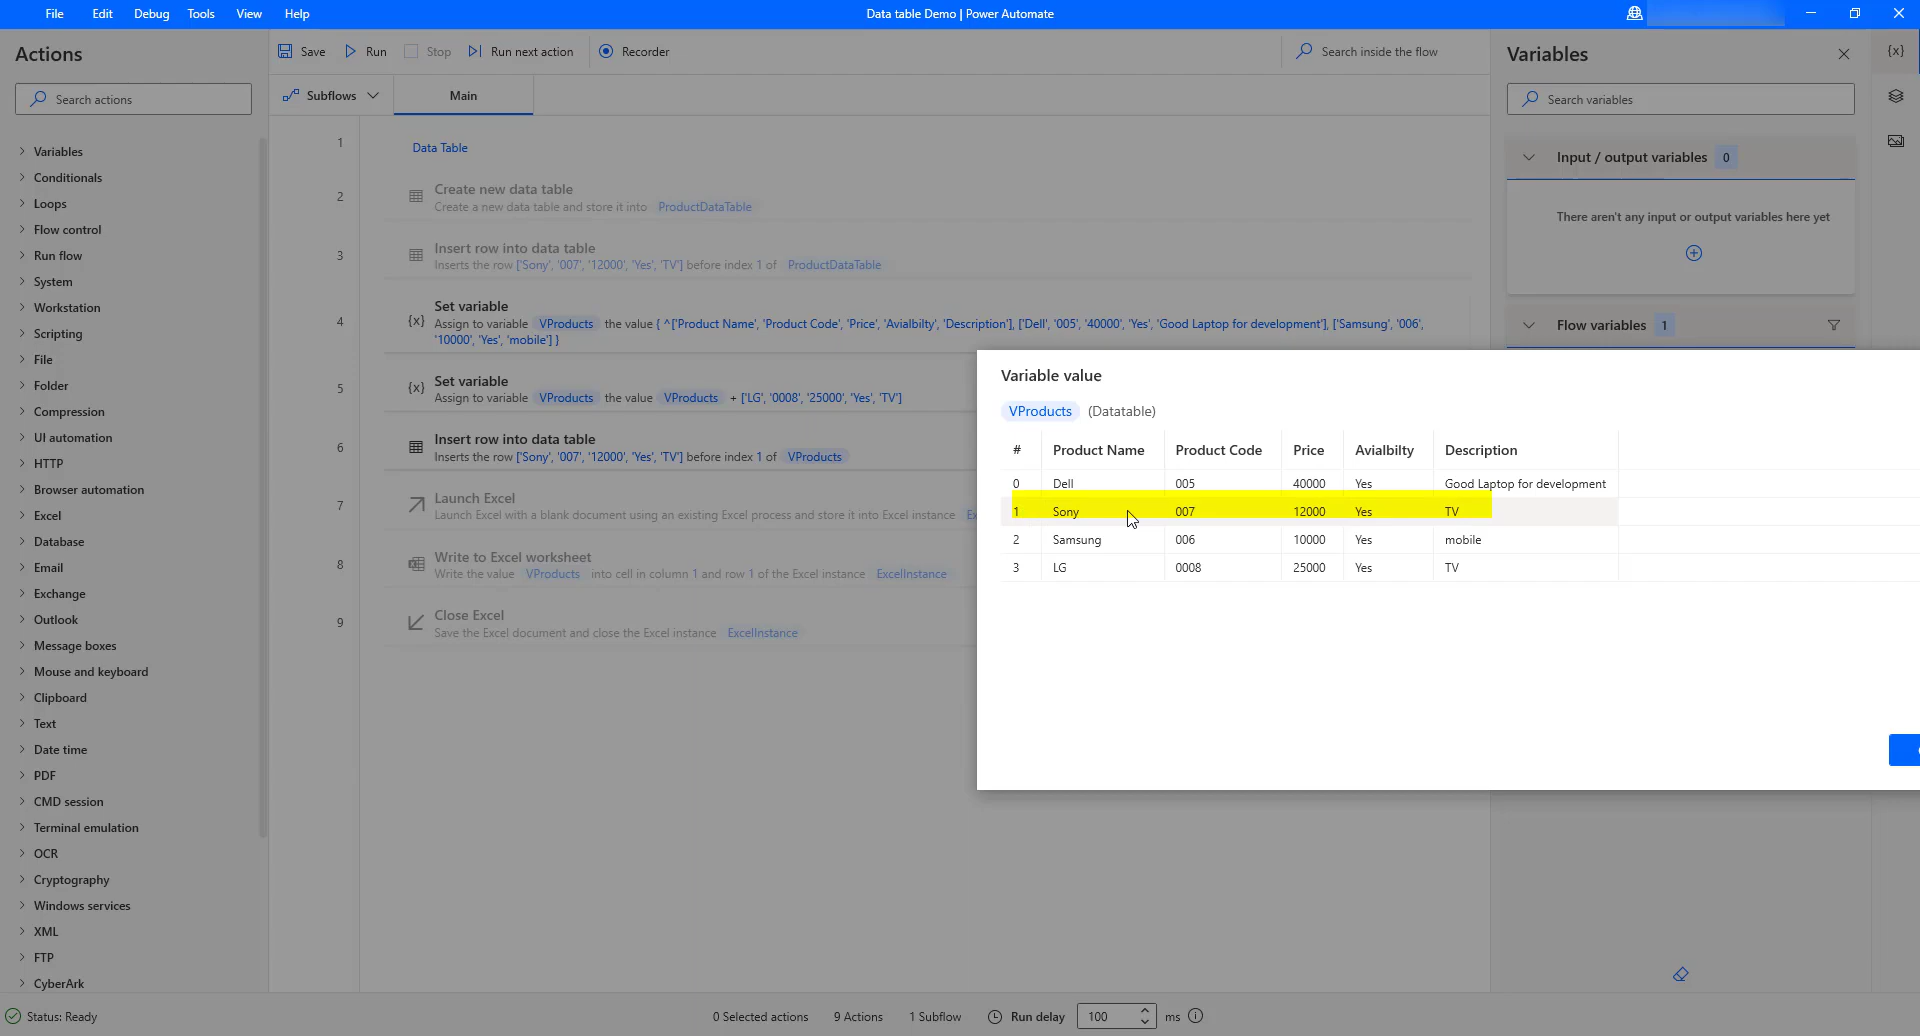 File Edit Debug Tools View Help
Data table Demo | Power Automate
Actions
Search actions
Variables
Conditionals
Loops
Flow control
Run flow
System
Workstation
Scripting
File
Folder
Compression
UI automation
HTTP
Browser automation
Excel
Database
Email
Exchange
Outlook
Message boxes
Mouse and keyboard
Clipboard
Text
Date time
PDF
CMD session
Terminal emulation
OCR
Cryptography
Windows services
XML
FTP
CyberArk
Save Run Stop Run next action Recorder
Search inside the flow
Subflows Main
1 Data Table
2 Create new data table
Create a new data table and store it into ProductDataTable
3 Insert row into data table
Inserts the row ['Sony', '007', '12000', 'Yes', 'TV'] before index 1 of ProductDataTable
4 {x} Set variable
Assign to variable VProducts the value { ^['Product Name', 'Product Code', 'Price', 'Avialbilty', 'Description'], ['Dell', '005', '40000', 'Yes', 'Good Laptop for development'], ['Samsung', '006',
'10000', 'Yes', 'mobile'] }
5 {x} Set variable
Assign to variable VProducts the value VProducts + ['LG', '0008', '25000', 'Yes', 'TV']
6 Insert row into data table
Inserts the row ['Sony', '007', '12000', 'Yes', 'TV'] before index 1 of VProducts
7 Launch Excel
Launch Excel with a blank document using an existing Excel process and store it into Excel instance Ex
8 Write to Excel worksheet
Write the value VProducts into cell in column 1 and row 1 of the Excel instance ExcelInstance
9 Close Excel
Save the Excel document and close the Excel instance ExcelInstance
Variables
{x}
Search variables
Input / output variables 0
There aren't any input or output variables here yet
Flow variables 1
Variable value
VProducts (Datatable)
# Product Name Product Code Price Avialbilty Description
0 Dell 005 40000 Yes Good Laptop for development
1 Sony 007 12000 Yes TV
2 Samsung 006 10000 Yes mobile
3 LG 0008 25000 Yes TV
Status: Ready
0 Selected actions 9 Actions 1 Subflow Run delay 100 ms